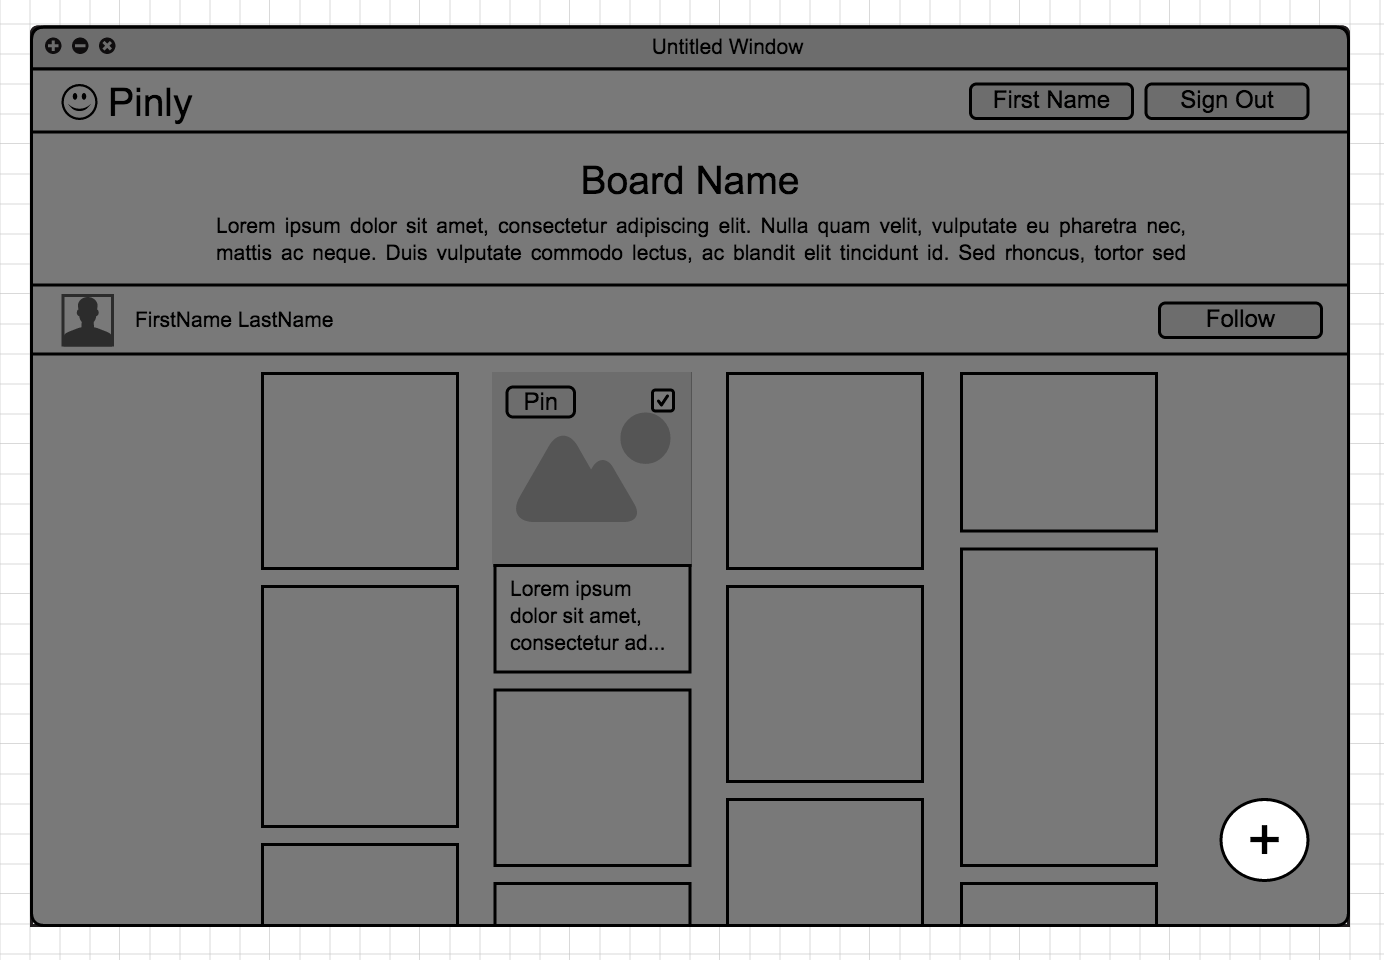 Untitled Window
Pinly
First Name
Sign Out
Board Name
Lorem ipsum dolor sit amet, consectetur adipiscing elit. Nulla quam velit, vulputate eu pharetra nec,
mattis ac neque. Duis vulputate commodo lectus, ac blandit elit tincidunt id. Sed rhoncus, tortor sed
FirstName LastName
Follow
Pin
Lorem ipsum
dolor sit amet,
consectetur ad...
+